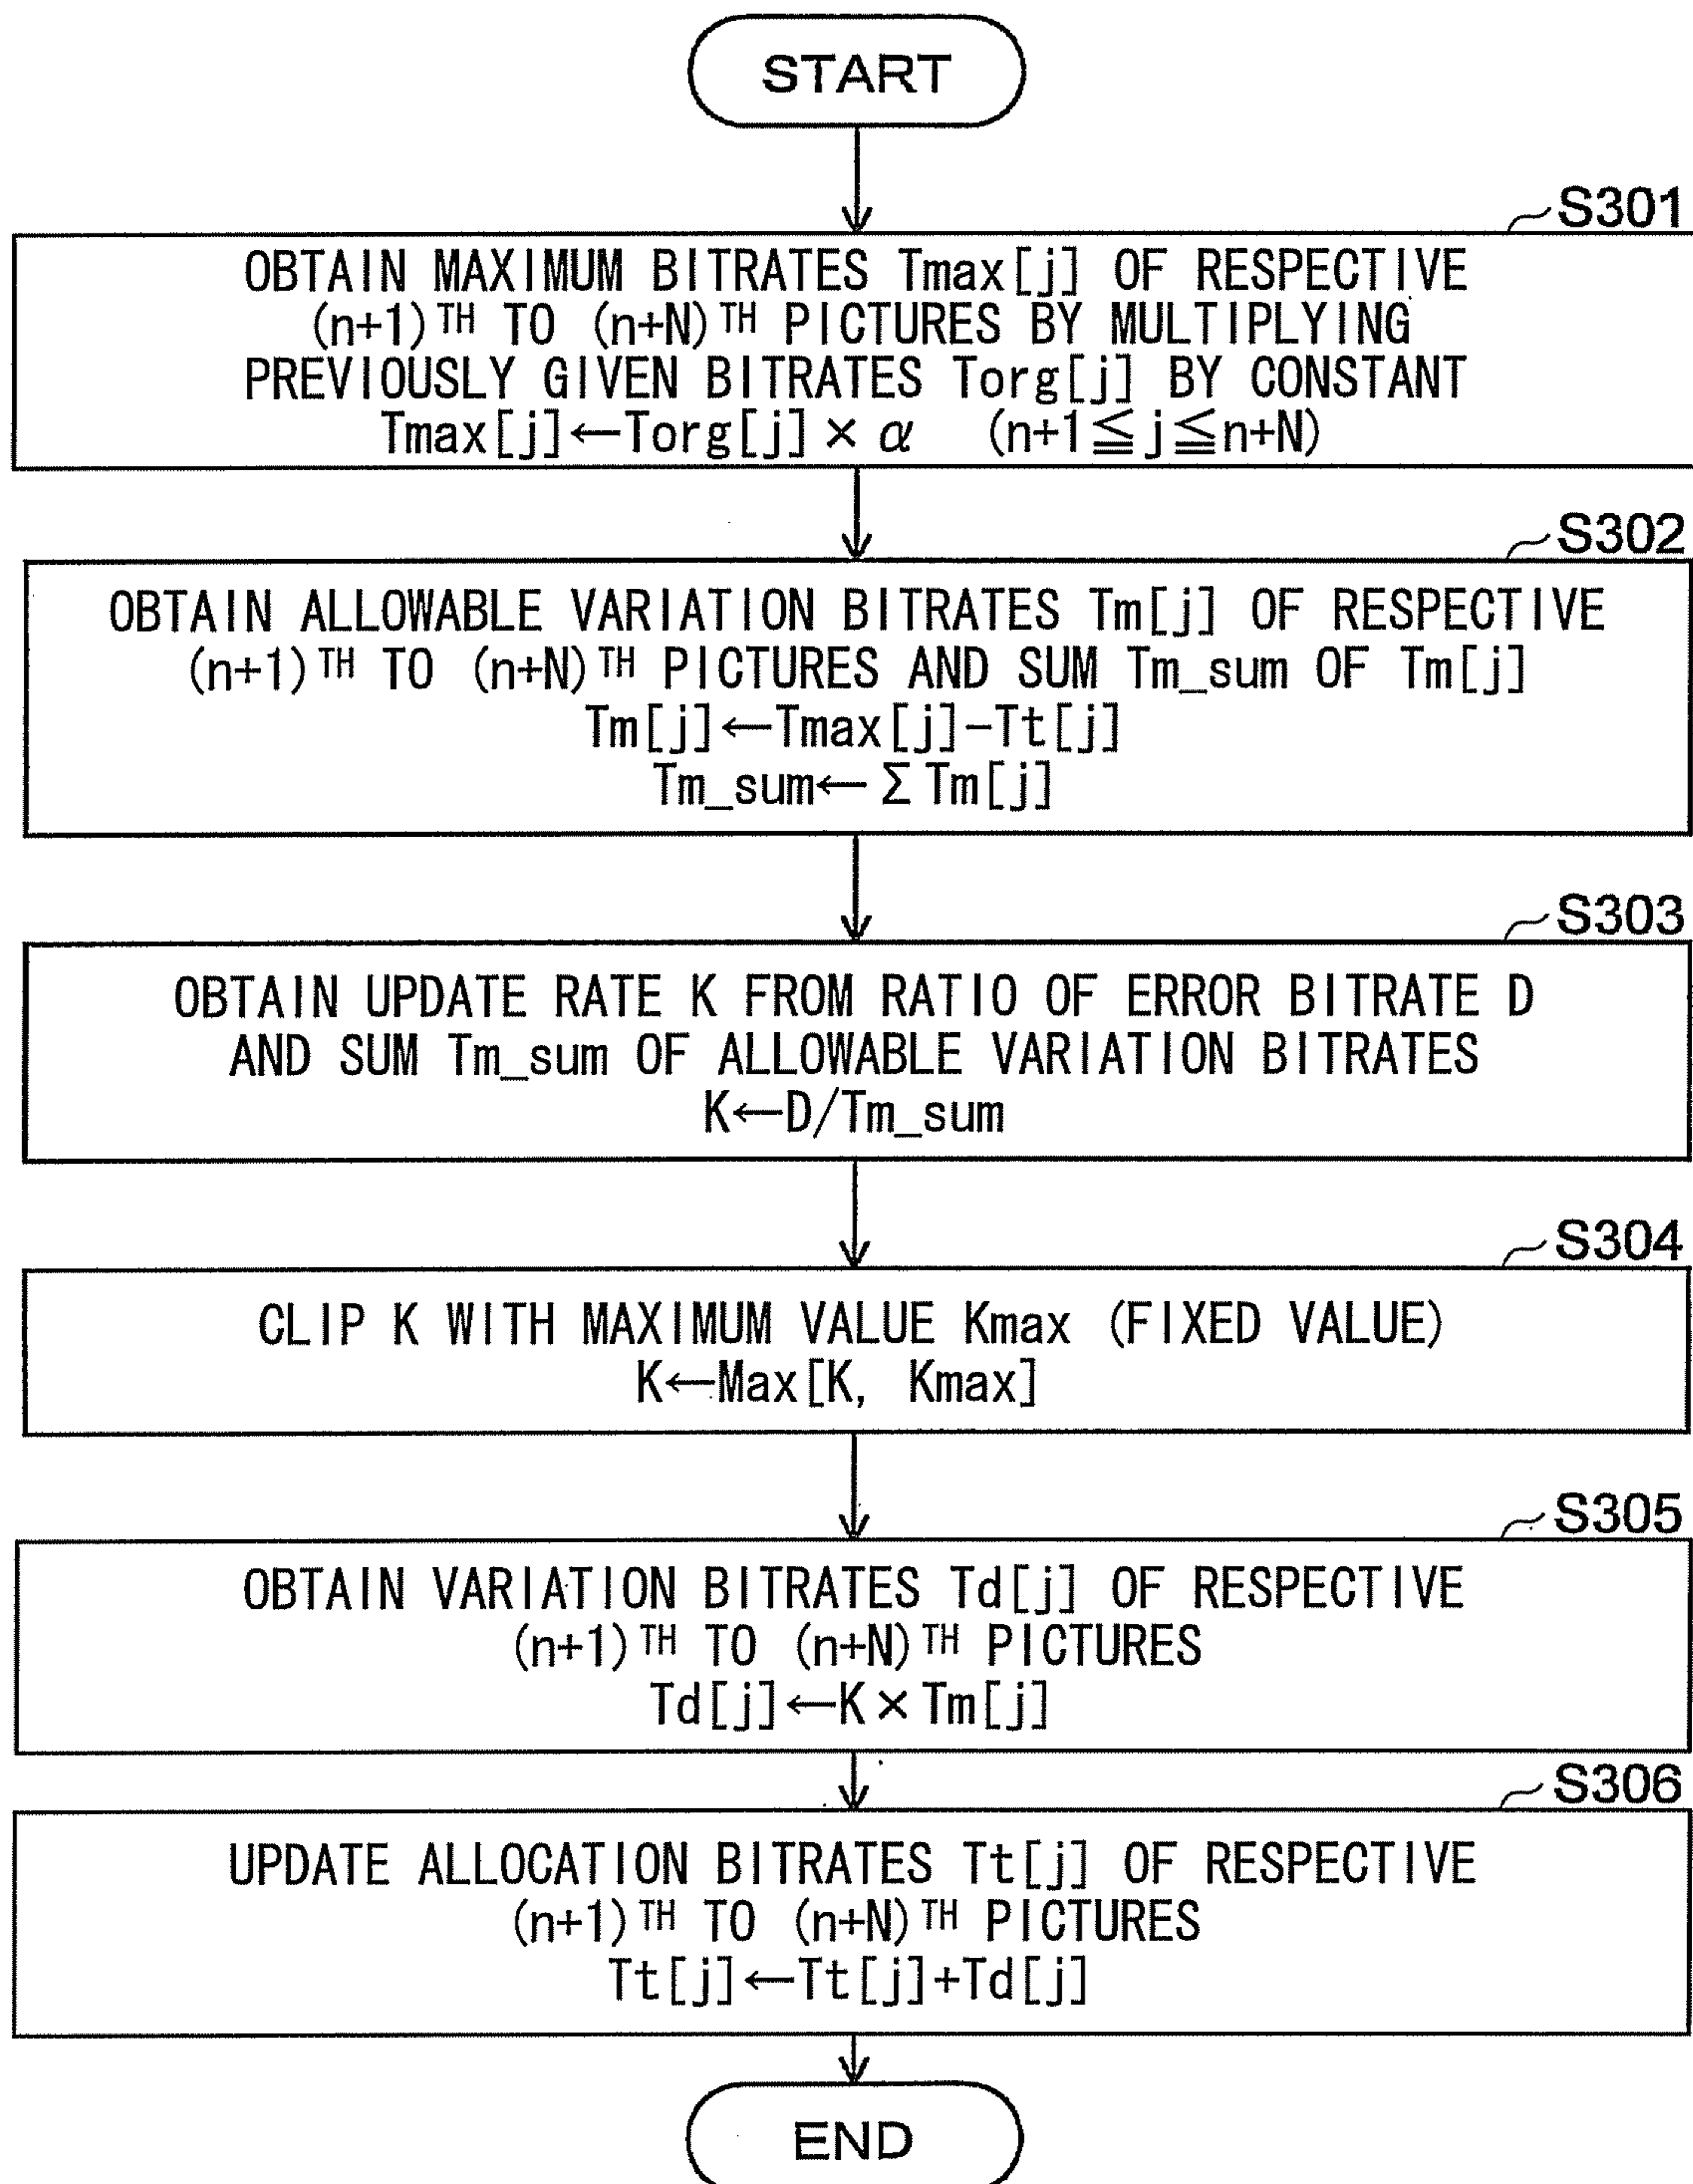 START
S301
OBTAIN MAXIMUM BITRATES Tmax[j] OF RESPECTIVE
(n+1)TH TO (n+N)TH PICTURES BY MULTIPLYING
PREVIOUSLY GIVEN BITRATES Torg[j] BY CONSTANT
Tmax[j]←Torg[j]×α (n+1≦j≦n+N)
S302
OBTAIN ALLOWABLE VARIATION BITRATES Tm[j] OF RESPECTIVE
(n+1)TH TO (n+N)TH PICTURES AND SUM Tm_sum OF Tm[j]
Tm[j]←Tmax[j]-Tt[j]
Tm_sum←ΣTm[j]
S303
OBTAIN UPDATE RATE K FROM RATIO OF ERROR BITRATE D
AND SUM Tm_sum OF ALLOWABLE VARIATION BITRATES
K←D/Tm_sum
S304
CLIP K WITH MAXIMUM VALUE Kmax (FIXED VALUE)
K←Max[K, Kmax]
S305
OBTAIN VARIATION BITRATES Td[j] OF RESPECTIVE
(n+1)TH TO (n+N)TH PICTURES
Td[j]←K×Tm[j]
S306
UPDATE ALLOCATION BITRATES Tt[j] OF RESPECTIVE
(n+1)TH TO (n+N)TH PICTURES
Tt[j]←Tt[j]+Td[j]
END